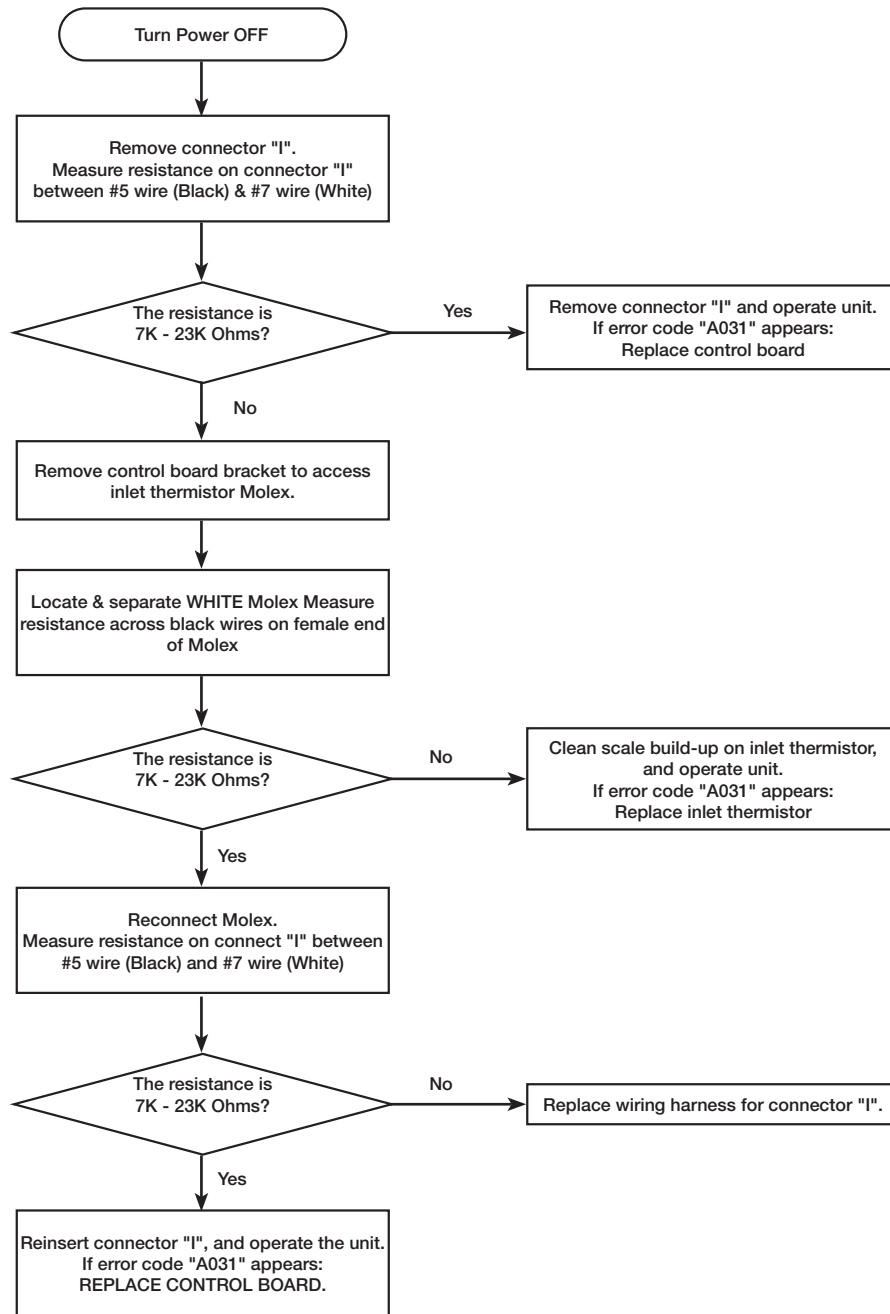 Turn Power OFF
Remove connector "I".
Measure resistance on connector "I"
between #5 wire (Black) & #7 wire (White)
The resistance is
7K - 23K Ohms?
Yes
Remove connector "I" and operate unit.
If error code "A031" appears:
Replace control board
No
Remove control board bracket to access
inlet thermistor Molex.
Locate & separate WHITE Molex Measure
resistance across black wires on female end
of Molex
The resistance is
7K - 23K Ohms?
No
Clean scale build-up on inlet thermistor,
and operate unit.
If error code "A031" appears:
Replace inlet thermistor
Yes
Reconnect Molex.
Measure resistance on connect "I" between
#5 wire (Black) and #7 wire (White)
The resistance is
7K - 23K Ohms?
No
Replace wiring harness for connector "I".
Yes
Reinsert connector "I", and operate the unit.
If error code "A031" appears:
REPLACE CONTROL BOARD.